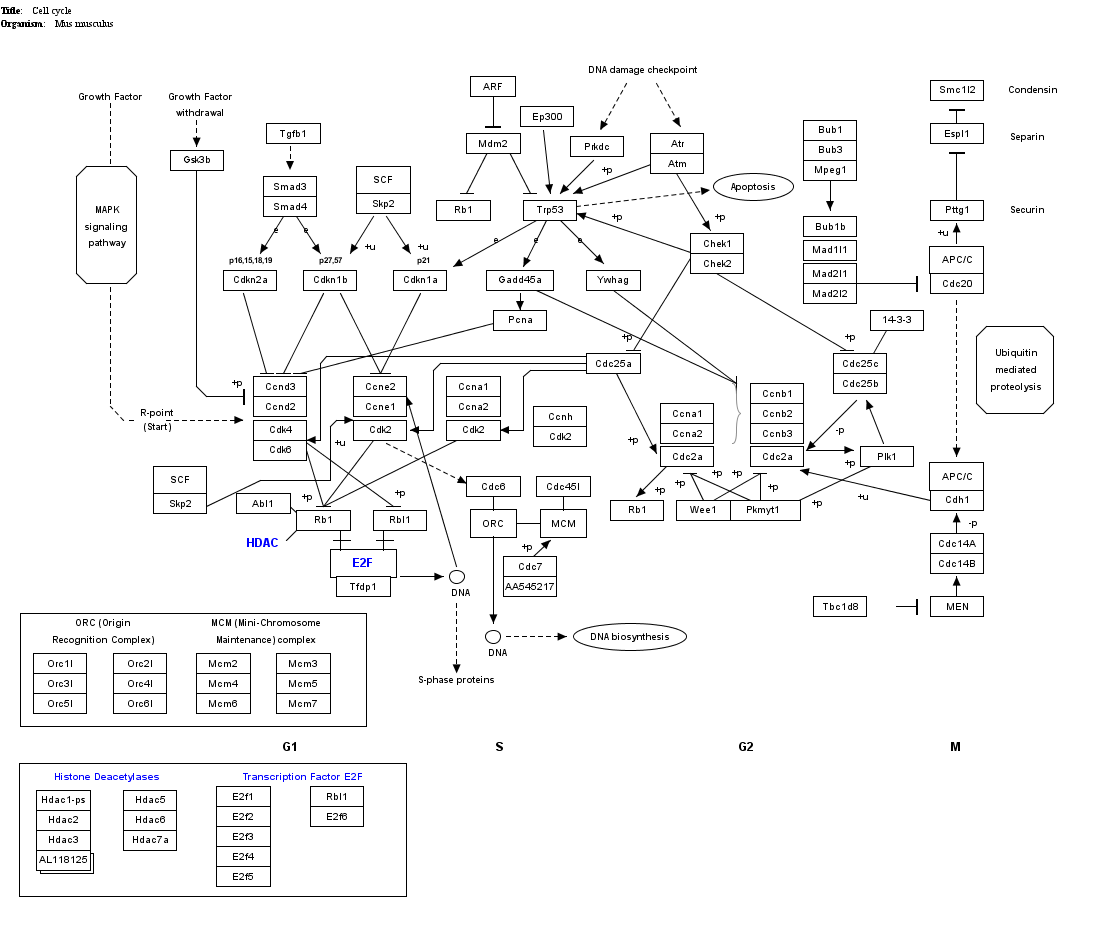 Title: Cell cycle
Organism: Mus musculus
DNA damage checkpoint
Growth Factor
Growth Factor
withdrawal
ARF
Ep300
Smc1l2
Condensin
Tgfb1
Mdm2
Prkdc
Atr
Atm
+p
Bub1
Bub3
Mpeg1
Espl1
Separin
Gsk3b
Smad3
Smad4
SCF
Skp2
Apoptosis
MAPK
signaling
pathway
Rb1
Trp53
+p
+p
Pttg1
Securin
+u
e
e
+u
+u
e
e
e
Chek1
Chek2
Bub1b
Mad1l1
Mad2l1
Mad2l2
APC/C
Cdc20
p16,15,18,19
p27,57
p21
Cdkn2a
Cdkn1b
Cdkn1a
Gadd45a
Ywhag
Pcna
14-3-3
+p
+p
Cdc25a
Cdc25c
Cdc25b
Ubiquitin
mediated
proteolysis
+p
Ccnd3
Ccnd2
Cdk4
Cdk6
Ccne2
Ccne1
Cdk2
Ccna1
Ccna2
Cdk2
Ccnh
Cdk2
Ccna1
Ccna2
Cdc2a
Ccnb1
Ccnb2
Ccnb3
Cdc2a
R-point
(Start)
+u
+p
-p
+p
Plk1
SCF
Skp2
Abl1
+p
+p
Cdc6
Cdc45l
+p
+p
+p
+p
+p
+p
+u
APC/C
Cdh1
Rb1
Rbl1
ORC
MCM
Rb1
Wee1
Pkmyt1
-p
HDAC
E2F
Tfdp1
+p
Cdc7
AA545217
Cdc14A
Cdc14B
DNA
Tbc1d8
MEN
DNA
DNA biosynthesis
S-phase proteins
ORC (Origin
Recognition Complex)
MCM (Mini-Chromosome
Maintenance) complex
Orc1l
Orc2l
Mcm2
Mcm3
Orc3l
Orc4l
Mcm4
Mcm5
Orc5l
Orc6l
Mcm6
Mcm7
G1
S
G2
M
Histone Deacetylases
Transcription Factor E2F
Hdac1-ps
Hdac5
E2f1
Rbl1
Hdac2
Hdac6
E2f2
E2f6
Hdac3
Hdac7a
E2f3
AL118125
E2f4
E2f5